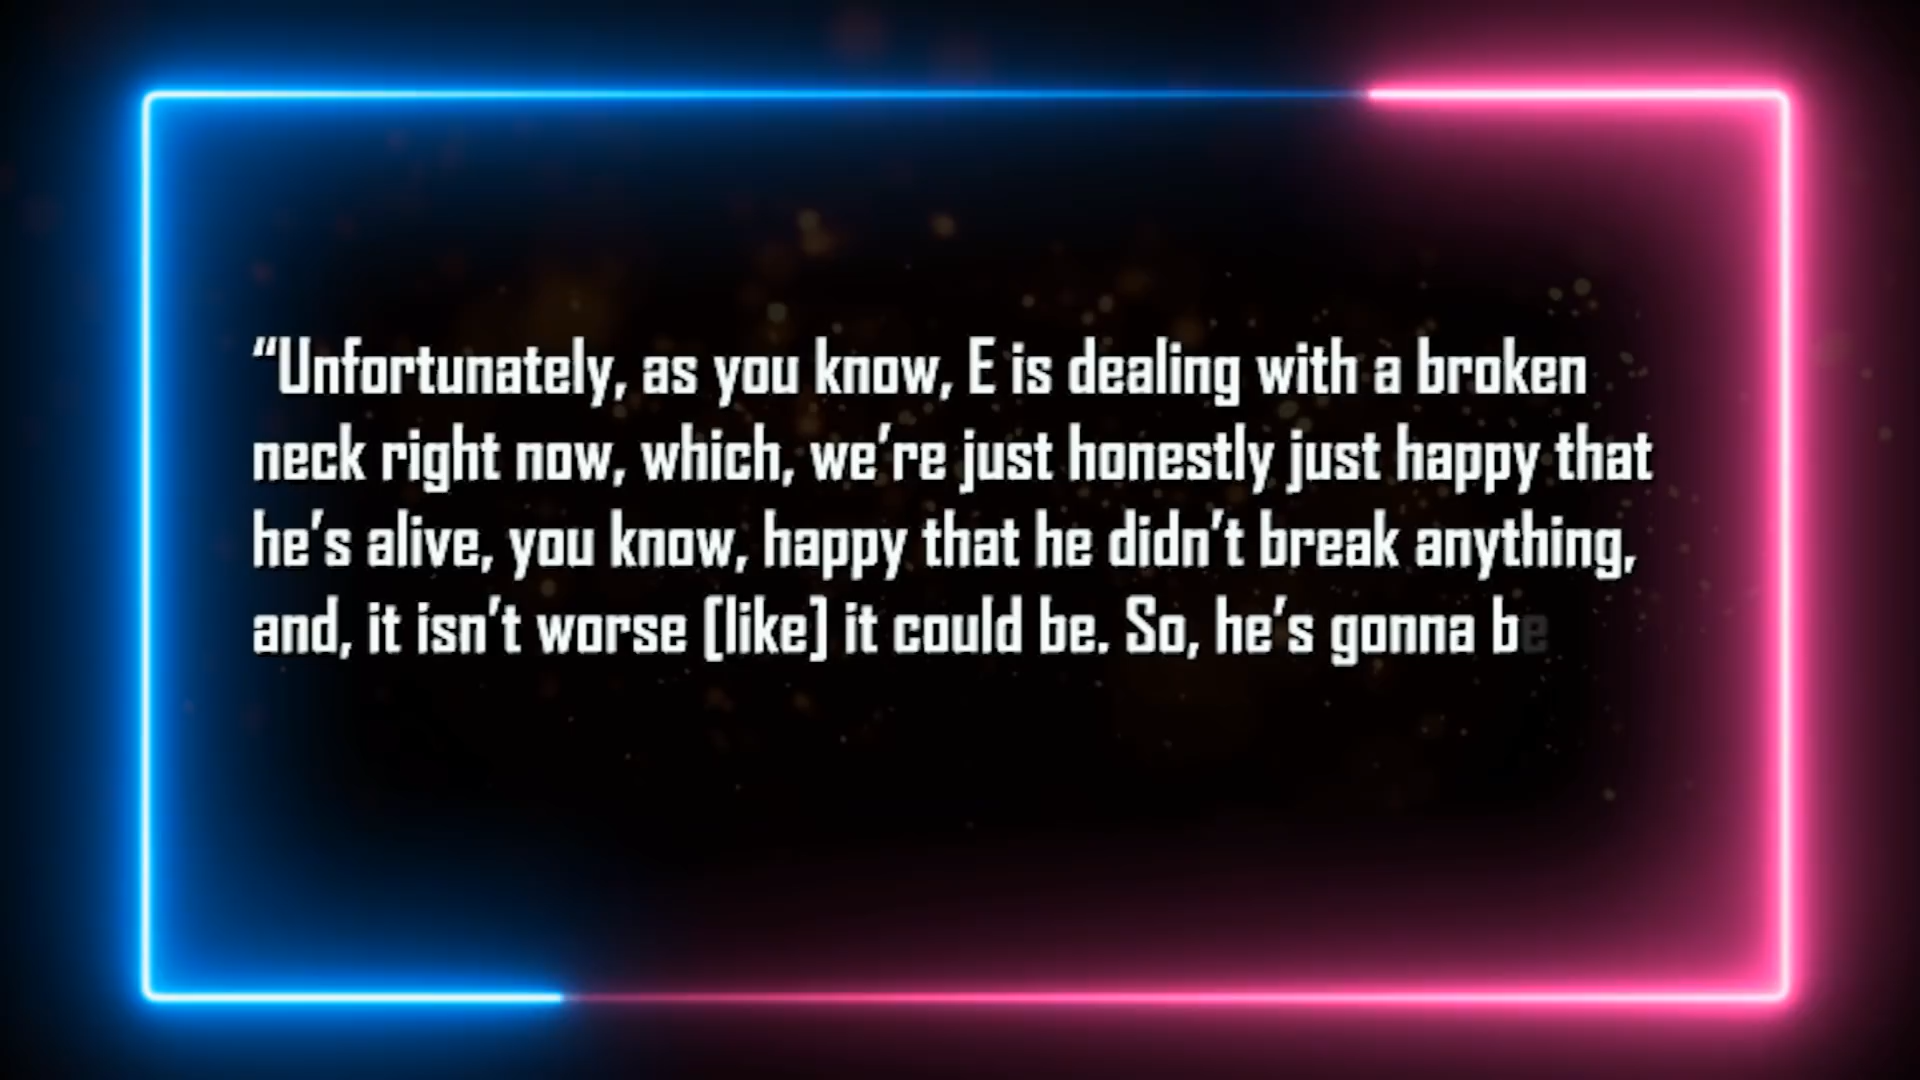 “Unfortunately, as you know, E is dealing with a broken
neck right now, which, we’re just honestly just happy that
he’s alive, you know, happy that he didn’t break anything,
and, it isn’t worse [like] it could be. So, he’s gonna be